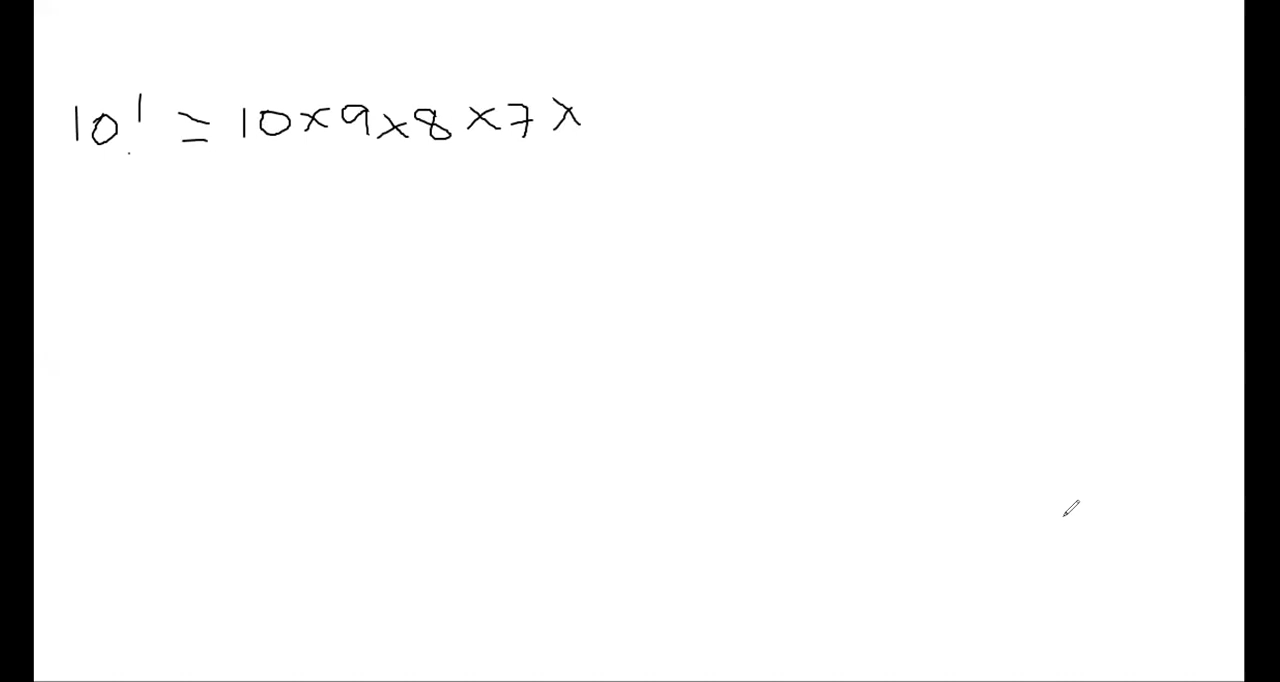 10! = 10 × 9 × 8 × 7 ×